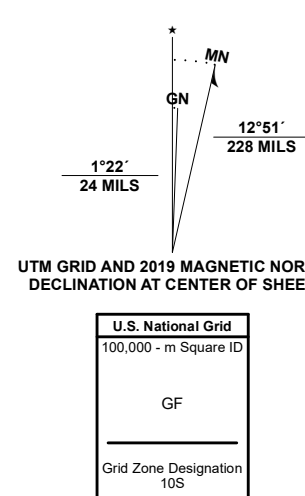 ★
MN
GN
12°51´
228 MILS
1°22´
24 MILS
UTM GRID AND 2019 MAGNETIC NOR
DECLINATION AT CENTER OF SHEE
U.S. National Grid
100,000 - m Square ID
GF
Grid Zone Designation
10S